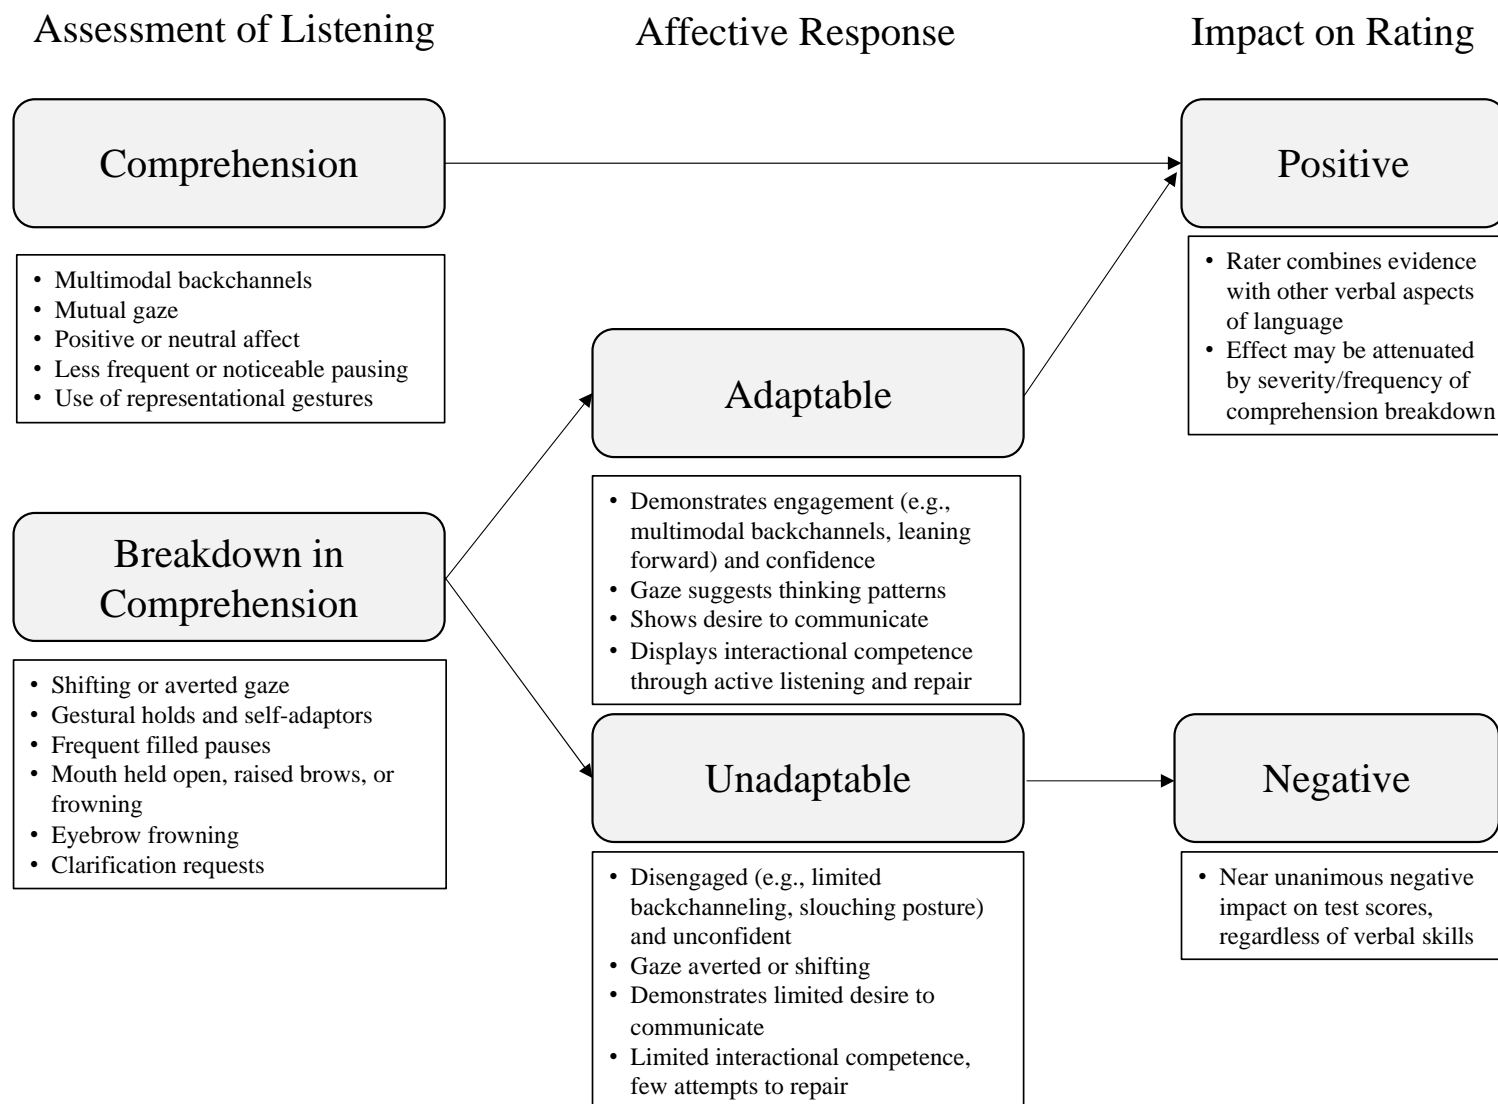 Assessment of Listening
Affective Response
Impact on Rating
Comprehension
• Multimodal backchannels
• Mutual gaze
• Positive or neutral affect
• Less frequent or noticeable pausing
• Use of representational gestures
Breakdown in
Comprehension
• Shifting or averted gaze
• Gestural holds and self-adaptors
• Frequent filled pauses
• Mouth held open, raised brows, or
frowning
• Eyebrow frowning
• Clarification requests
Adaptable
• Demonstrates engagement (e.g.,
multimodal backchannels, leaning
forward) and confidence
• Gaze suggests thinking patterns
• Shows desire to communicate
• Displays interactional competence
through active listening and repair
Unadaptable
• Disengaged (e.g., limited
backchanneling, slouching posture)
and unconfident
• Gaze averted or shifting
• Demonstrates limited desire to
communicate
• Limited interactional competence,
few attempts to repair
Positive
• Rater combines evidence
with other verbal aspects
of language
• Effect may be attenuated
by severity/frequency of
comprehension breakdown
Negative
• Near unanimous negative
impact on test scores,
regardless of verbal skills